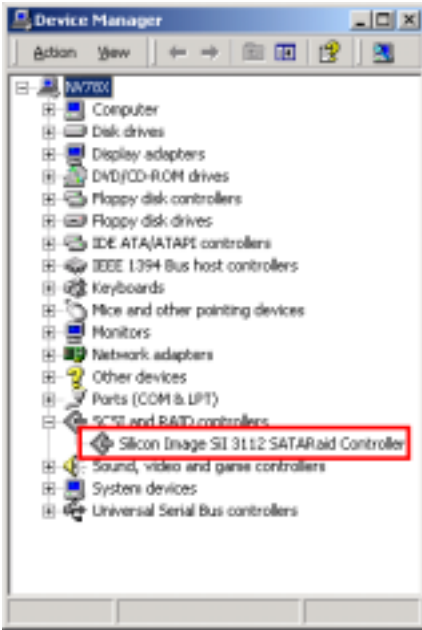 Device Manager
Action View
NV78X
Computer
Disk drives
Display adapters
DVD/CD-ROM drives
Floppy disk controllers
Floppy disk drives
IDE ATA/ATAPI controllers
IEEE 1394 Bus host controllers
Keyboards
Mice and other pointing devices
Monitors
Network adapters
Other devices
Ports (COM & LPT)
SCSI and RAID controllers
Silicon Image SiI 3112 SATARaid Controller
Sound, video and game controllers
System devices
Universal Serial Bus controllers